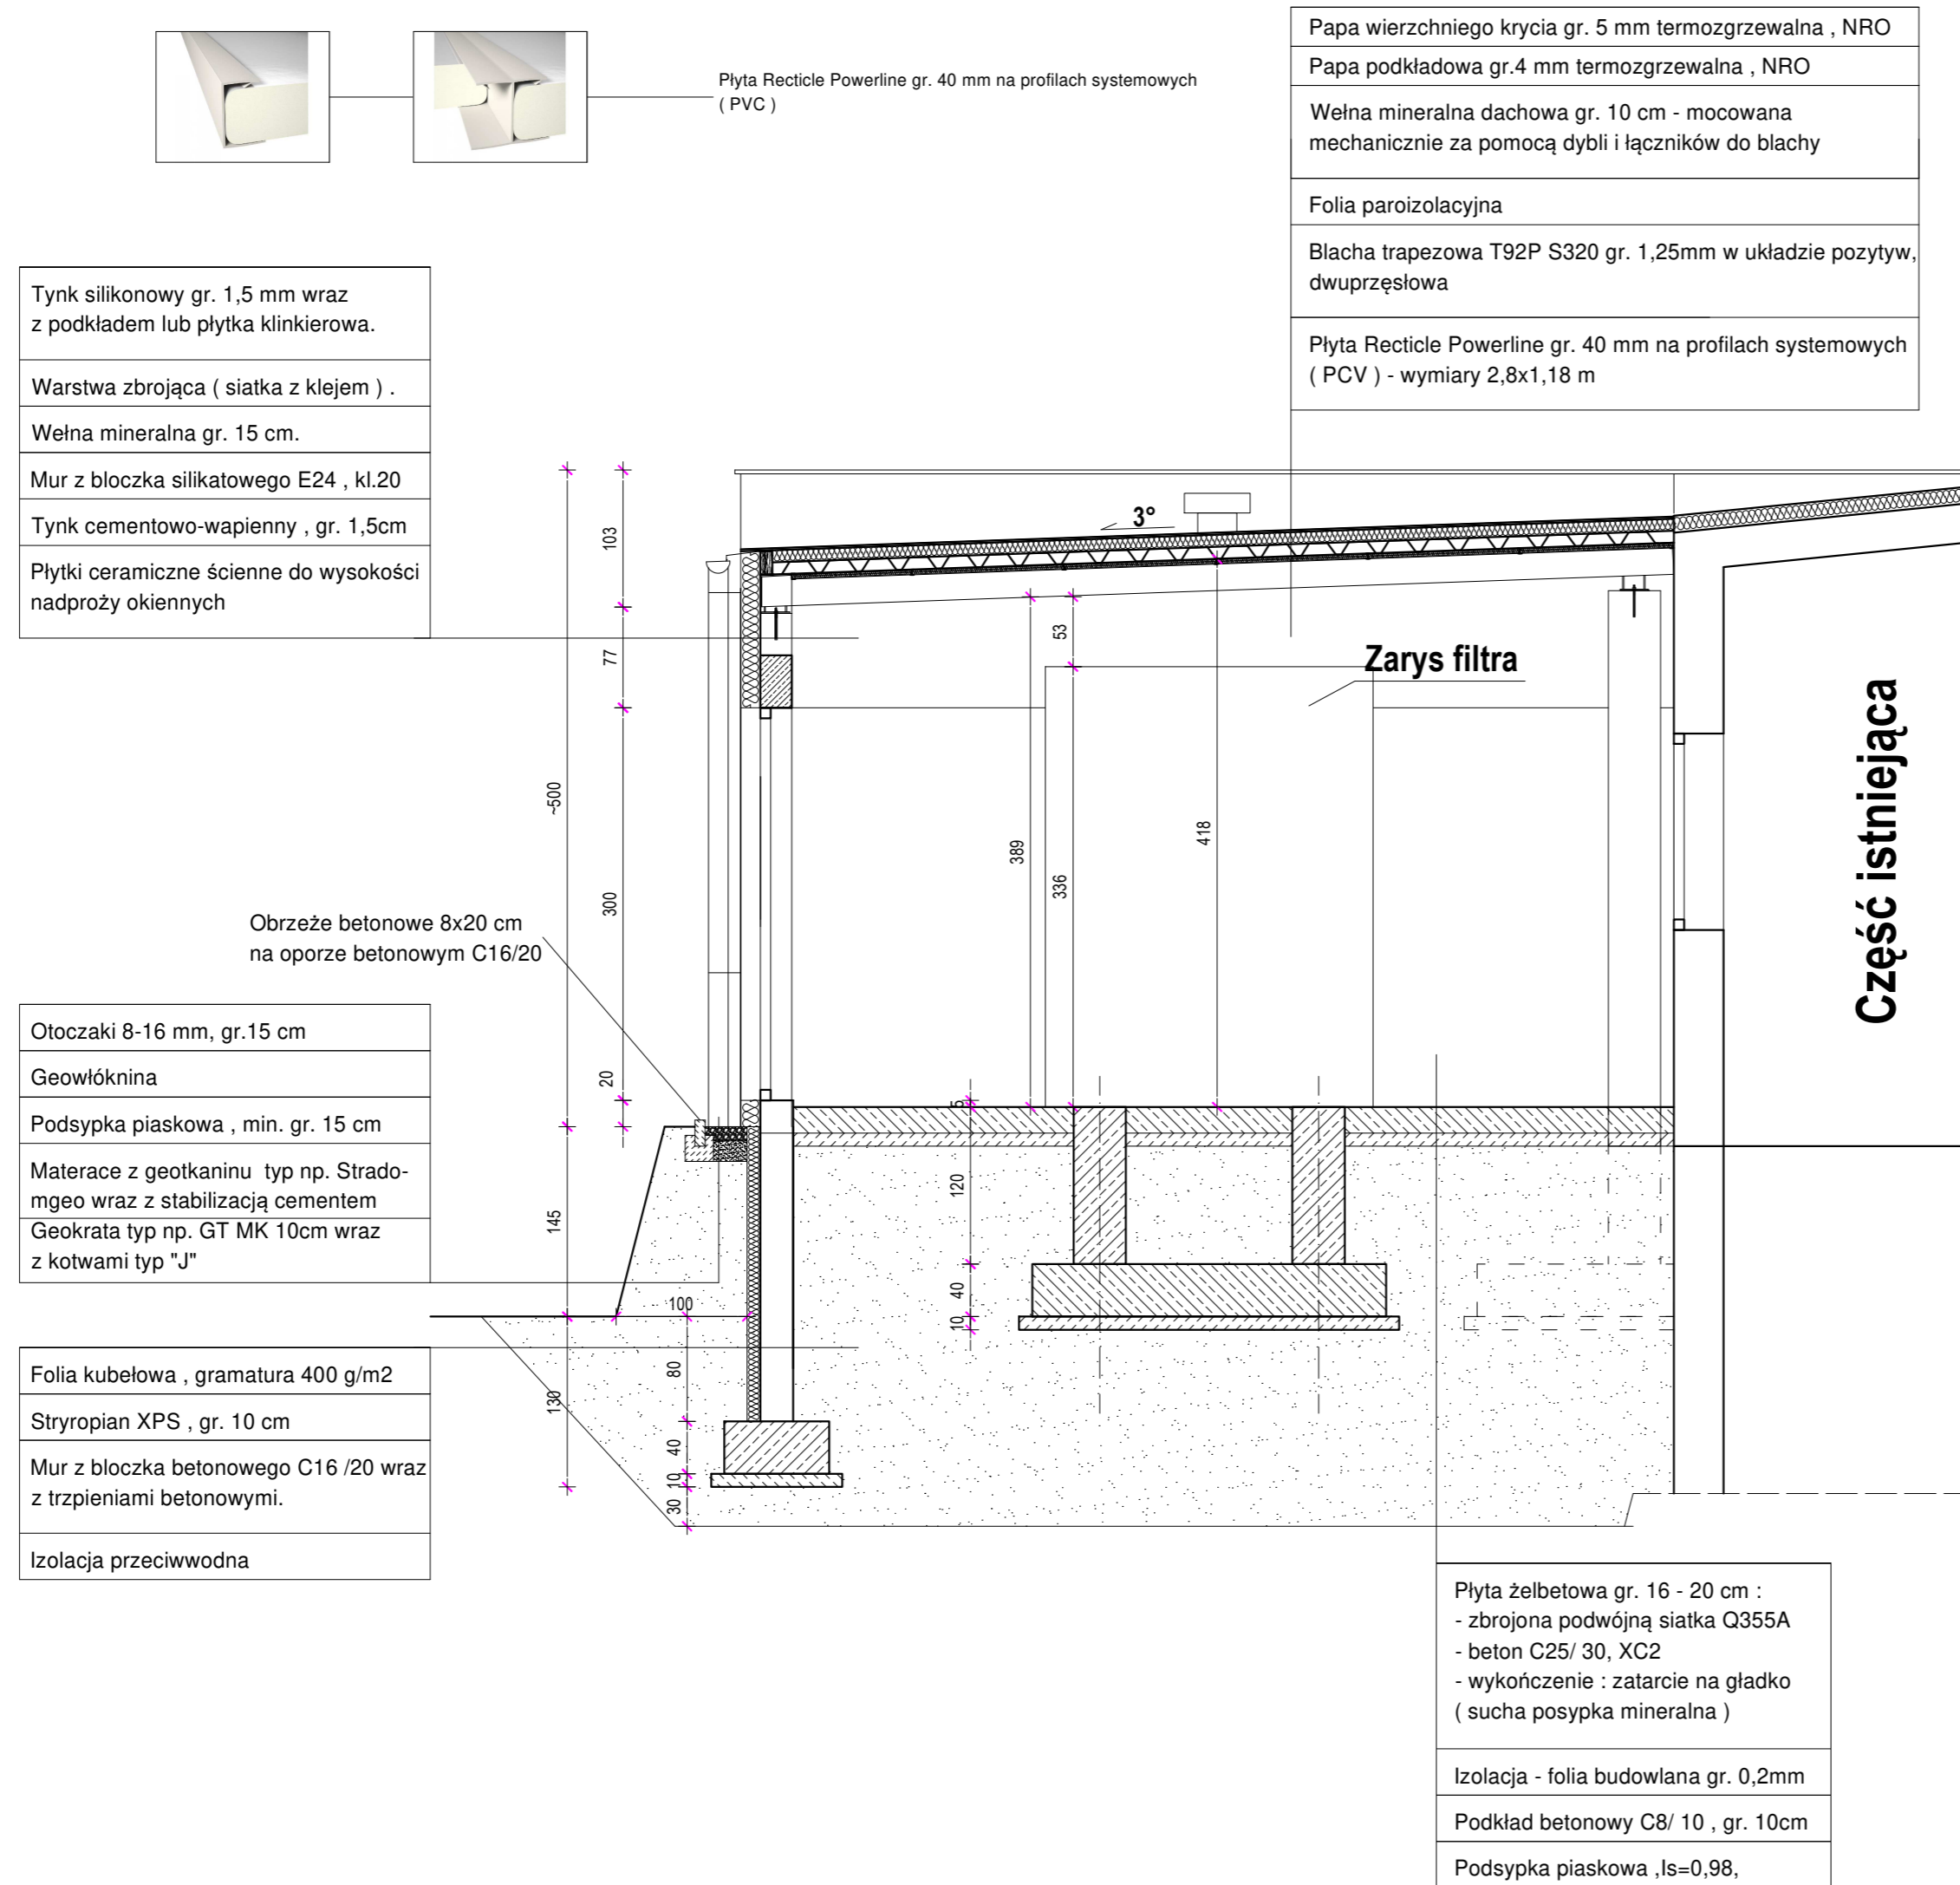 Płyta Recticle Powerline gr. 40 mm na profilach systemowych
( PVC )
Papa wierzchniego krycia gr. 5 mm termozgrzewalna , NRO
Papa podkładowa gr.4 mm termozgrzewalna , NRO
Wełna mineralna dachowa gr. 10 cm - mocowana
mechanicznie za pomocą dybli i łączników do blachy
Folia paroizolacyjna
Blacha trapezowa T92P S320 gr. 1,25mm w układzie pozytyw,
dwuprzęsłowa
Płyta Recticle Powerline gr. 40 mm na profilach systemowych
( PCV ) - wymiary 2,8x1,18 m
Tynk silikonowy gr. 1,5 mm wraz
z podkładem lub płytka klinkierowa.
Warstwa zbrojąca ( siatka z klejem ) .
Wełna mineralna gr. 15 cm.
Mur z bloczka silikatowego E24 , kl.20
Tynk cementowo-wapienny , gr. 1,5cm
Płytki ceramiczne ścienne do wysokości
nadproży okiennych
3°
103
77
53
Zarys filtra
~500
300
389
336
418
Część istniejąca
Obrzeże betonowe 8x20 cm
na oporze betonowym C16/20
20
5
Otoczaki 8-16 mm, gr.15 cm
Geowłóknina
Podsypka piaskowa , min. gr. 15 cm
Materace z geotkaninu typ np. Strado-
mgeo wraz z stabilizacją cementem
Geokrata typ np. GT MK 10cm wraz
z kotwami typ "J"
145
120
40
10
100
80
130
40
10
30
Folia kubełowa , gramatura 400 g/m2
Stryropian XPS , gr. 10 cm
Mur z bloczka betonowego C16 /20 wraz
z trzpieniami betonowymi.
Izolacja przeciwwodna
Płyta żelbetowa gr. 16 - 20 cm :
- zbrojona podwójną siatka Q355A
- beton C25/ 30, XC2
- wykończenie : zatarcie na gładko
( sucha posypka mineralna )
Izolacja - folia budowlana gr. 0,2mm
Podkład betonowy C8/ 10 , gr. 10cm
Podsypka piaskowa ,Is=0,98,